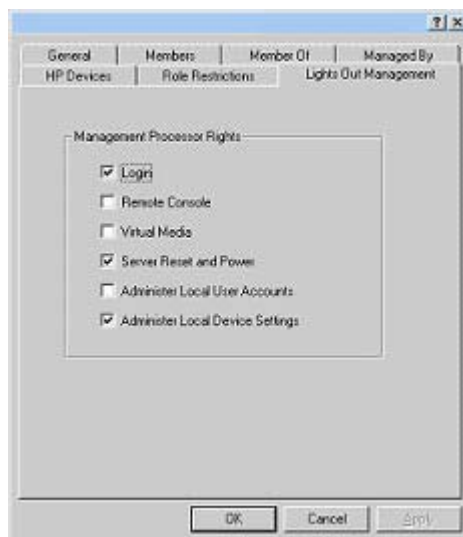 General Members Member Of Managed By
HP Devices Role Restrictions Lights Out Management
Management Processor Rights
Login
Remote Console
Virtual Media
Server Reset and Power
Administer Local User Accounts
Administer Local Device Settings
OK Cancel Apply